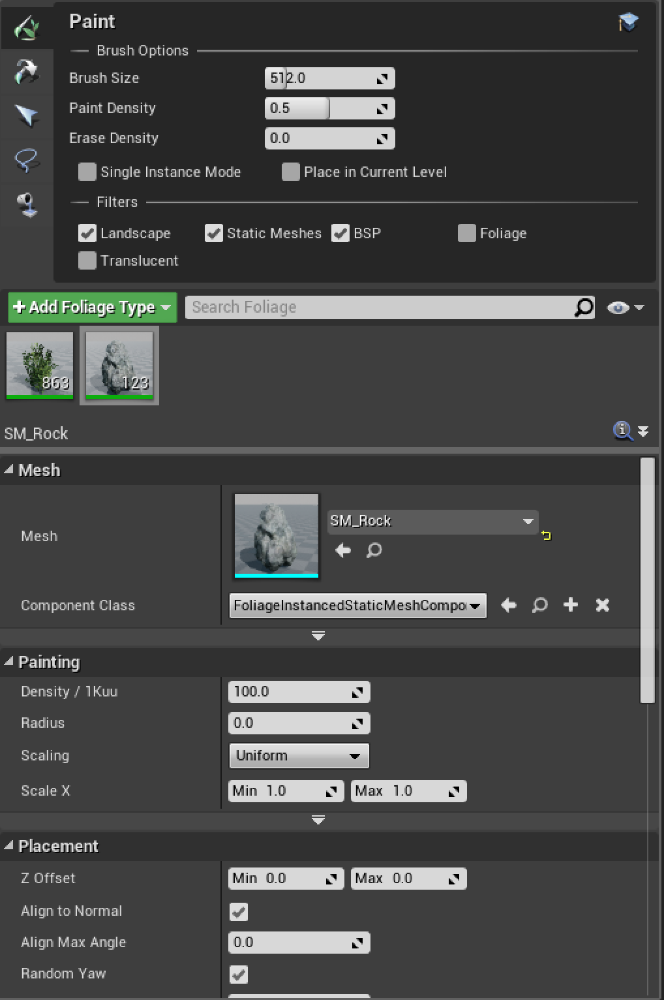 Paint
Brush Options
Brush Size 512.0
Paint Density 0.5
Erase Density 0.0
Single Instance Mode Place in Current Level
Filters
Landscape Static Meshes BSP Foliage
Translucent
+ Add Foliage Type Search Foliage
863 123
SM_Rock
Mesh
Mesh SM_Rock
Component Class FoliageInstancedStaticMeshCompo
Painting
Density / 1Kuu 100.0
Radius 0.0
Scaling Uniform
Scale X Min 1.0 Max 1.0
Placement
Z Offset Min 0.0 Max 0.0
Align to Normal
Align Max Angle 0.0
Random Yaw